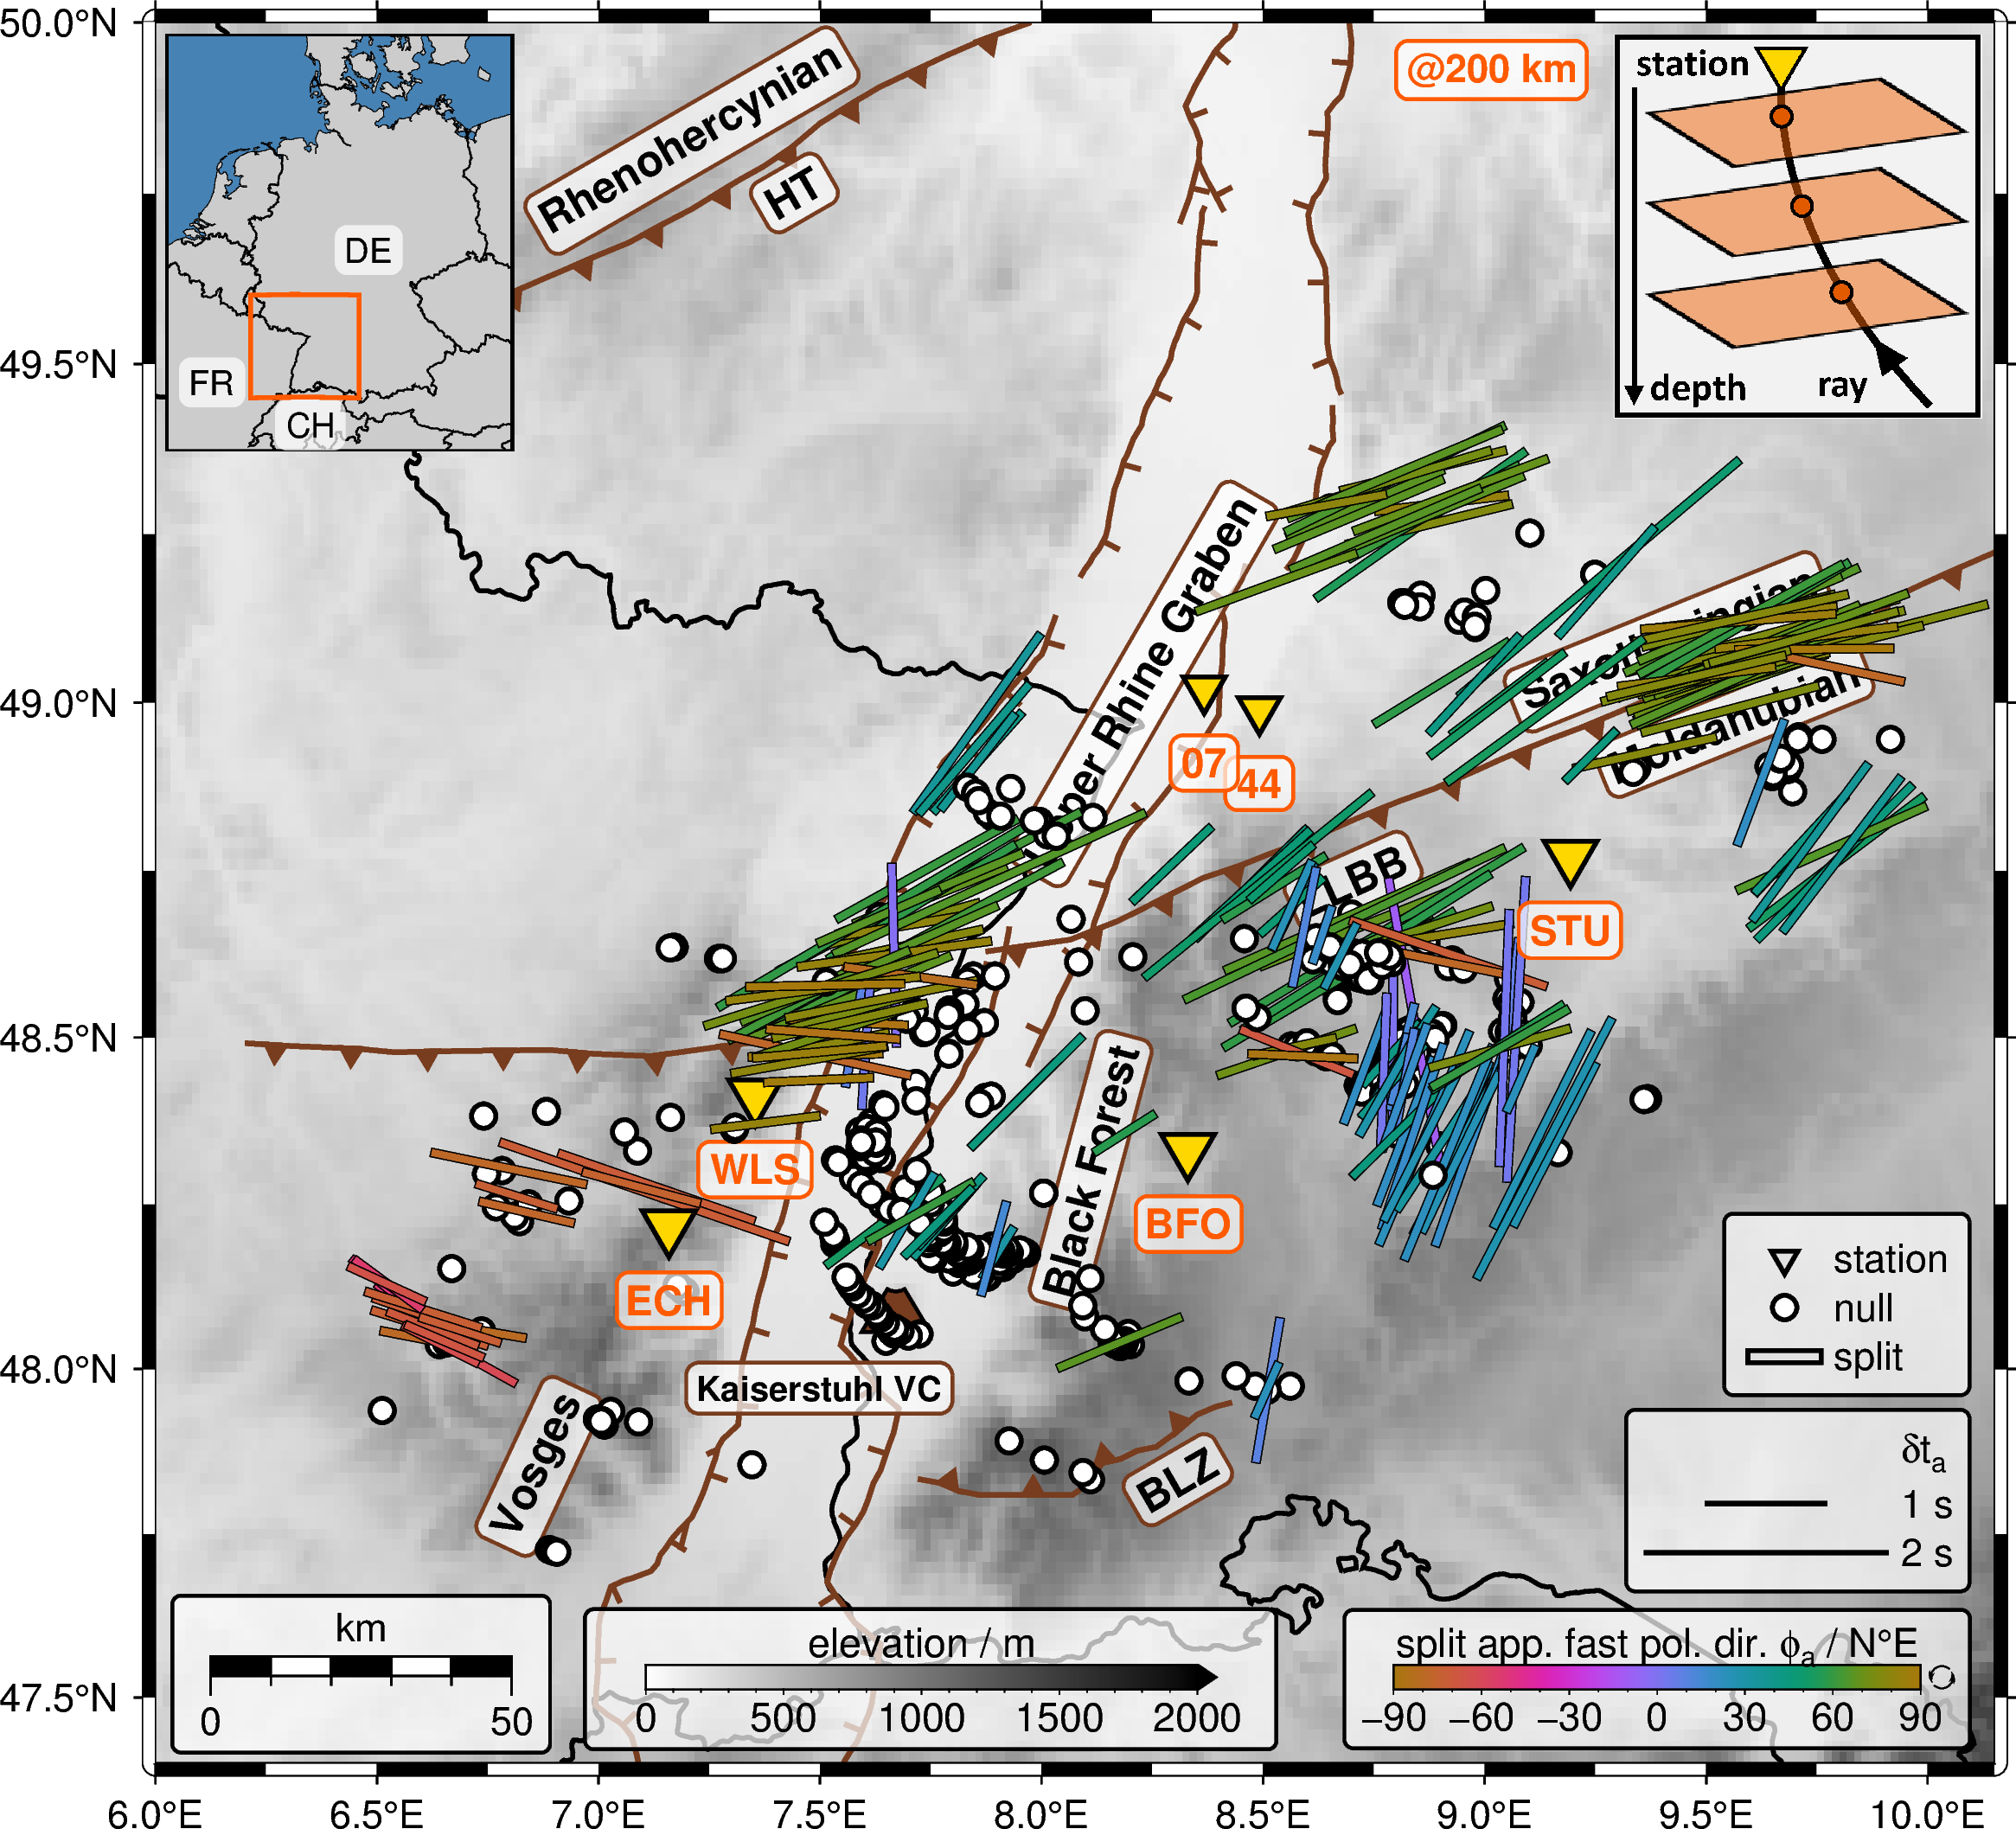 50.0°N
49.5°N
49.0°N
48.5°N
48.0°N
47.5°N
6.0°E
6.5°E
7.0°E
7.5°E
8.0°E
8.5°E
9.0°E
9.5°E
10.0°E
DE
FR
CH
Rhenohercynian
HT
@200 km
station
depth
ray
Rhine Graben
07
44
LBB
STU
WLS
BFO
ECH
Black Forest
Kaiserstuhl VC
Vosges
BLZ
station
null
split
δta
1 s
2 s
km
0
50
elevation / m
0
500
1000
1500
2000
split app. fast pol. dir. ϕa / N°E
−90
−60
−30
0
30
60
90